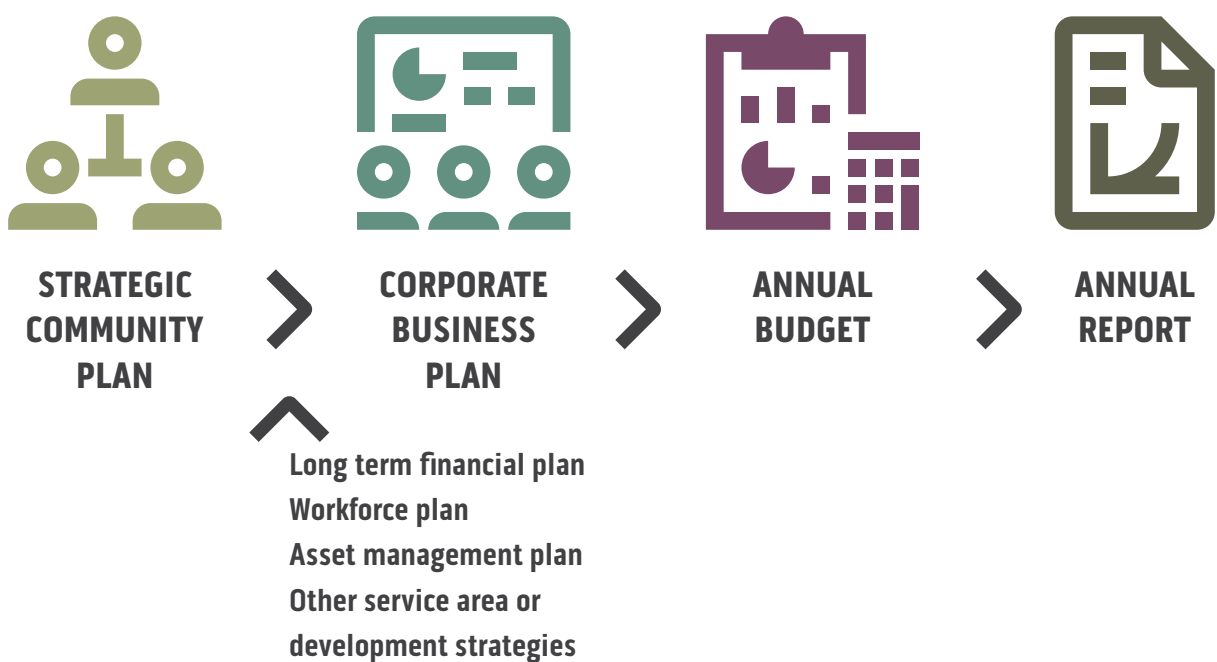 STRATEGIC
COMMUNITY
PLAN
CORPORATE
BUSINESS
PLAN
ANNUAL
BUDGET
ANNUAL
REPORT
Long term financial plan
Workforce plan
Asset management plan
Other service area or
development strategies